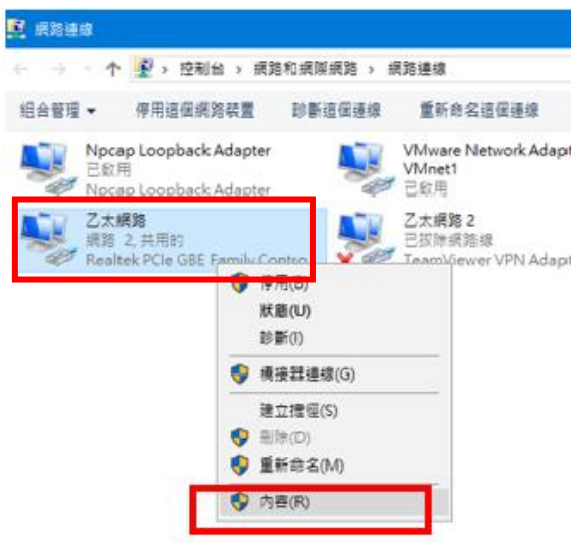 網路連線
控制台 › 網路和網際網路 › 網路連線
組合管理 停用這個網路裝置 診斷這個連線 重新命名這個連線
Npcap Loopback Adapter
已啟用
Npcap Loopback Adapter
VMware Network Adapt
VMnet1
已啟用
乙太網路
網路 2, 共用的
Realtek PCIe GBE Family Contro
乙太網路 2
已拔除網路線
TeamViewer VPN Adapt
停用(B)
狀態(U)
診斷(I)
橋接器連線(G)
建立捷徑(S)
刪除(D)
重新命名(M)
內容(R)